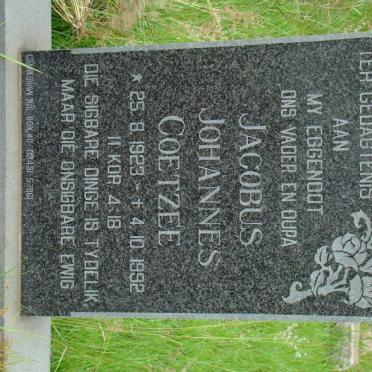 TER GEDAGTENIS
AAN
MY EGGENOOT
ONS VADER EN OUPA
JACOBUS
JOHANNES
COETZEE
* 25·8·1923 - † 4·10·1992
II KOR. 4:18
DIE SIGBARE DINGE IS TYDELIK
MAAR DIE ONSIGBARE EWIG